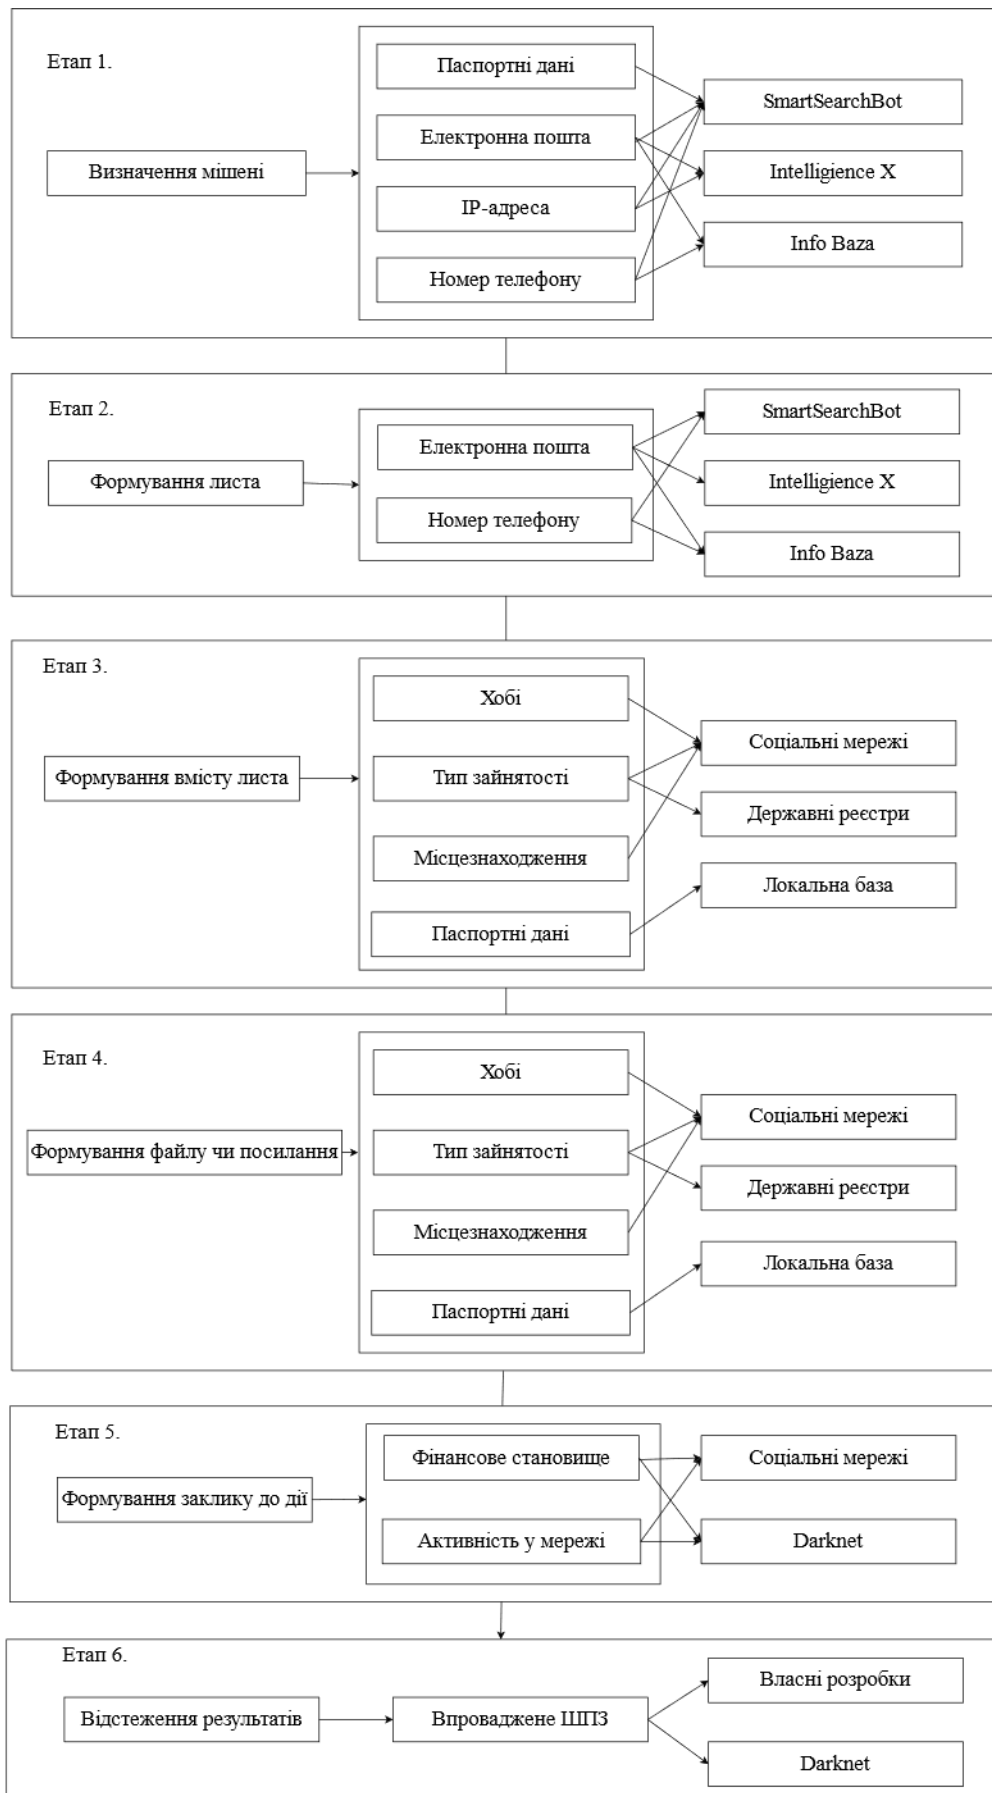 Етап 1.
Паспортні дані
SmartSearchBot
Електронна пошта
Визначення мішені
Intelligience X
IP-адреса
Info Baza
Номер телефону
Етап 2.
SmartSearchBot
Електронна пошта
Формування листа
Intelligience X
Номер телефону
Info Baza
Етап 3.
Хобі
Соціальні мережі
Формування вмісту листа
Тип зайнятості
Державні реєстри
Місцезнаходження
Локальна база
Паспортні дані
Етап 4.
Хобі
Соціальні мережі
Формування файлу чи посилання
Тип зайнятості
Державні реєстри
Місцезнаходження
Локальна база
Паспортні дані
Етап 5.
Фінансове становище
Соціальні мережі
Формування заклику до дії
Активність у мережі
Darknet
Етап 6.
Власні розробки
Відстеження результатів
Впроваджене ШПЗ
Darknet